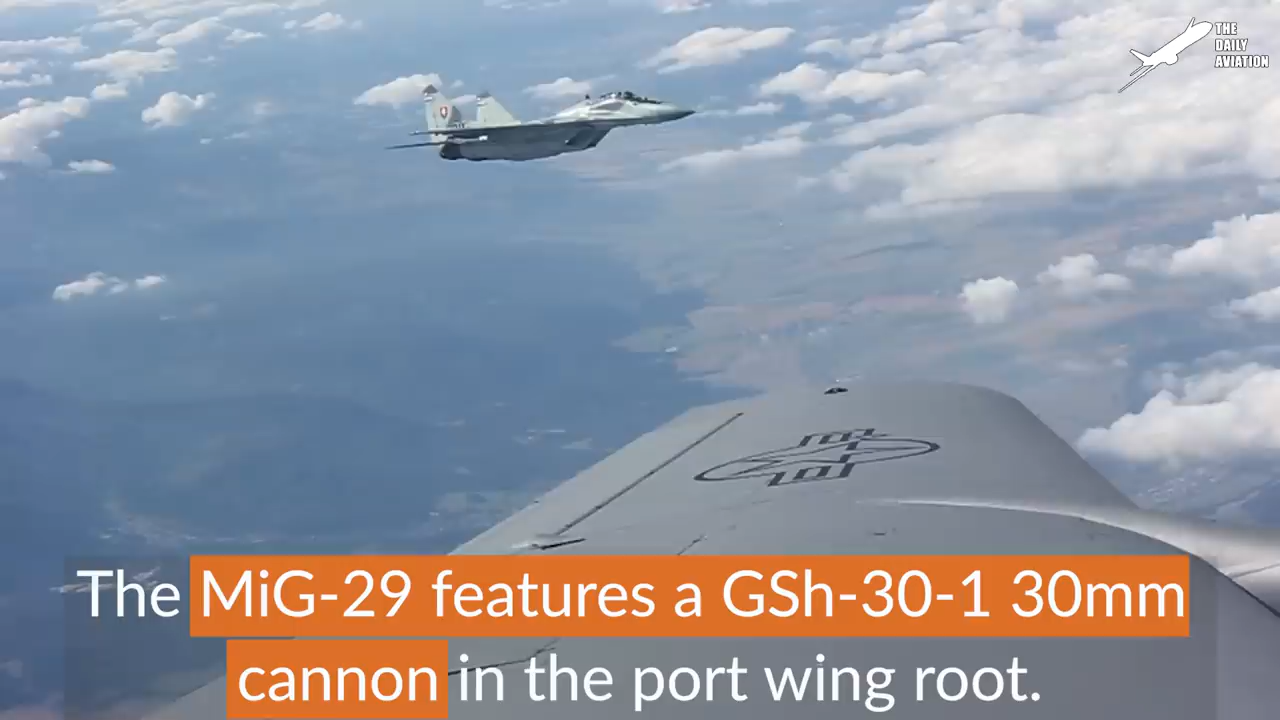 THE
DAILY
AVIATION
The MiG-29 features a GSh-30-1 30mm
cannon in the port wing root.